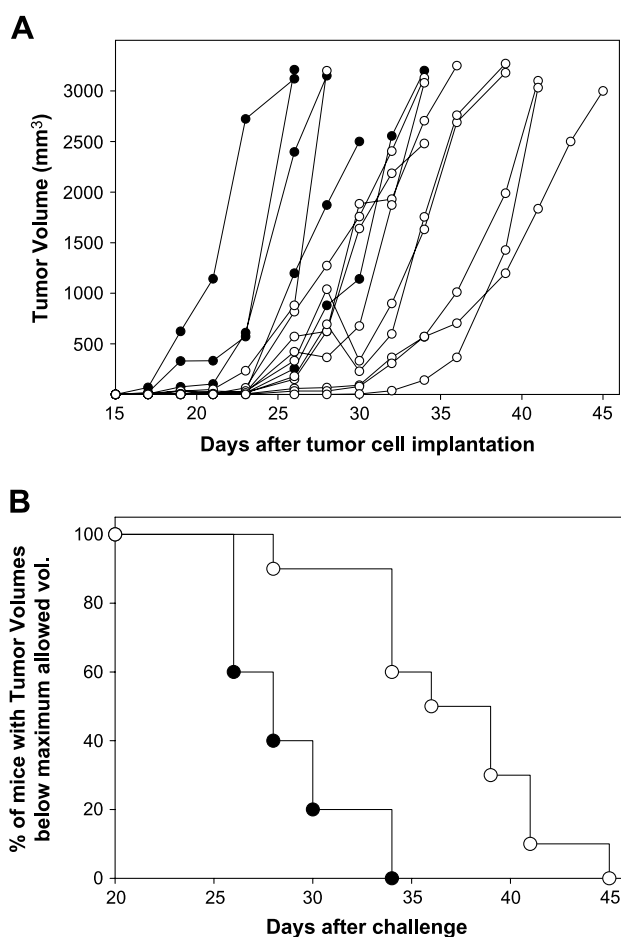 A
Tumor Volume (mm³)
3000
2500
2000
1500
1000
500
15 20 25 30 35 40 45
Days after tumor cell implantation
B
% of mice with Tumor Volumes
below maximum allowed vol.
100
80
60
40
20
0
20 25 30 35 40 45
Days after challenge